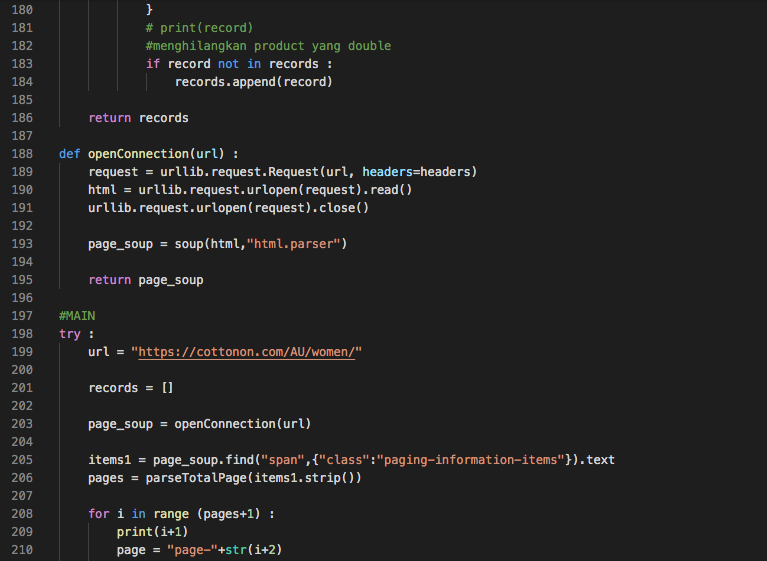 180             }
181             # print(record)
182             #menghilangkan product yang double
183             if record not in records :
184                 records.append(record)
185
186     return records
187
188 def openConnection(url) :
189     request = urllib.request.Request(url, headers=headers)
190     html = urllib.request.urlopen(request).read()
191     urllib.request.urlopen(request).close()
192
193     page_soup = soup(html,"html.parser")
194
195     return page_soup
196
197 #MAIN
198 try :
199     url = "https://cottonon.com/AU/women/"
200
201     records = []
202
203     page_soup = openConnection(url)
204
205     items1 = page_soup.find("span",{"class":"paging-information-items"}).text
206     pages = parseTotalPage(items1.strip())
207
208     for i in range (pages+1) :
209         print(i+1)
210         page = "page-"+str(i+2)